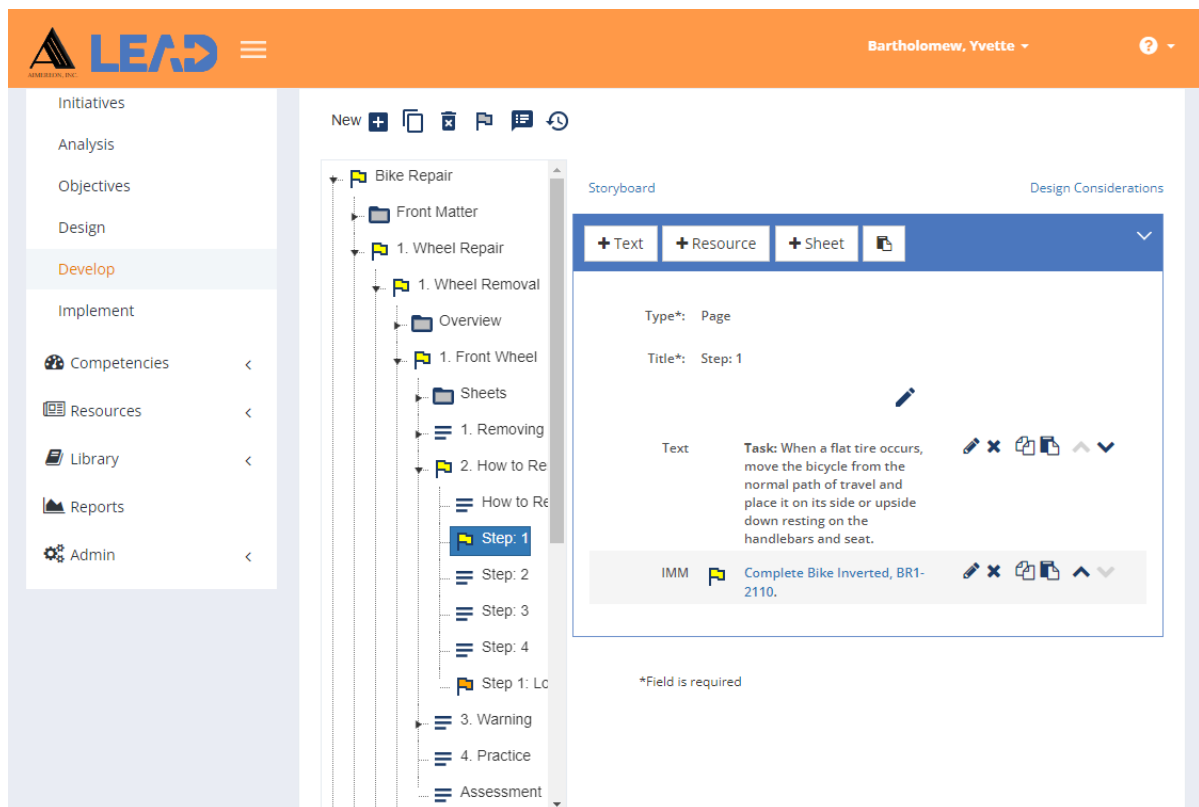 AIMEREON, INC.
LEAD
Bartholomew, Yvette
?
Initiatives
Analysis
Objectives
Design
Develop
Implement
Competencies
Resources
Library
Reports
Admin
New
Bike Repair
Front Matter
1. Wheel Repair
1. Wheel Removal
Overview
1. Front Wheel
Sheets
1. Removing
2. How to Re
How to Re
Step: 1
Step: 2
Step: 3
Step: 4
Step 1: Lo
3. Warning
4. Practice
Assessment
Storyboard
Design Considerations
+ Text
+ Resource
+ Sheet
Type*: Page
Title*: Step: 1
Text
Task: When a flat tire occurs,
move the bicycle from the
normal path of travel and
place it on its side or upside
down resting on the
handlebars and seat.
IMM
Complete Bike Inverted, BR1-
2110.
*Field is required